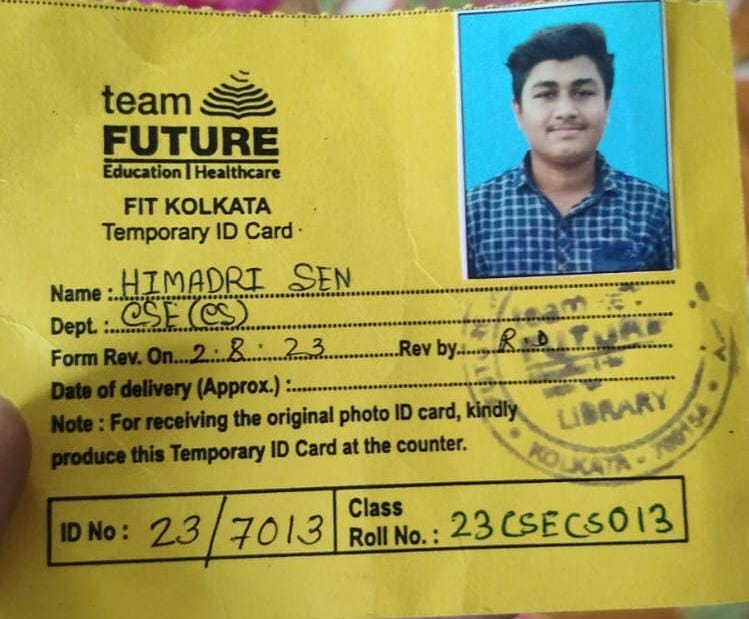 team
FUTURE
Education | Healthcare
FIT KOLKATA
Temporary ID Card
Name : HIMADRI SEN
Dept. : CSE (CS)
Form Rev. On 2.8.23 Rev by R.D
Date of delivery (Approx.) :
Note : For receiving the original photo ID card, kindly
produce this Temporary ID Card at the counter.
team
FUTURE
LIBRARY
KOLKATA
ID No : 23/7013
Class
Roll No. : 23CSECS013